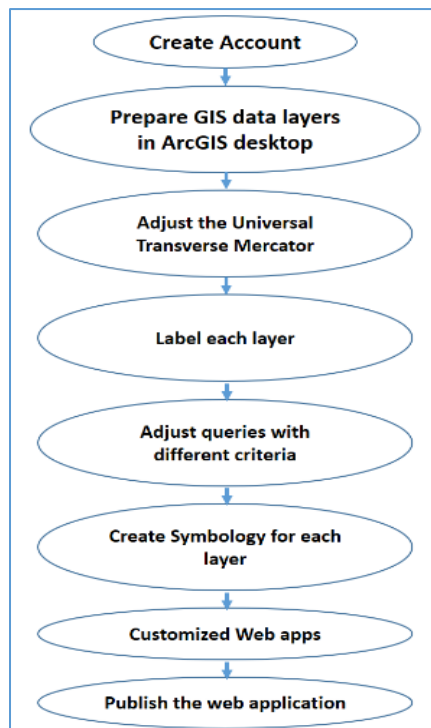 Create Account
Prepare GIS data layers
in ArcGIS desktop
Adjust the Universal
Transverse Mercator
Label each layer
Adjust queries with
different criteria
Create Symbology for each
layer
Customized Web apps
Publish the web application